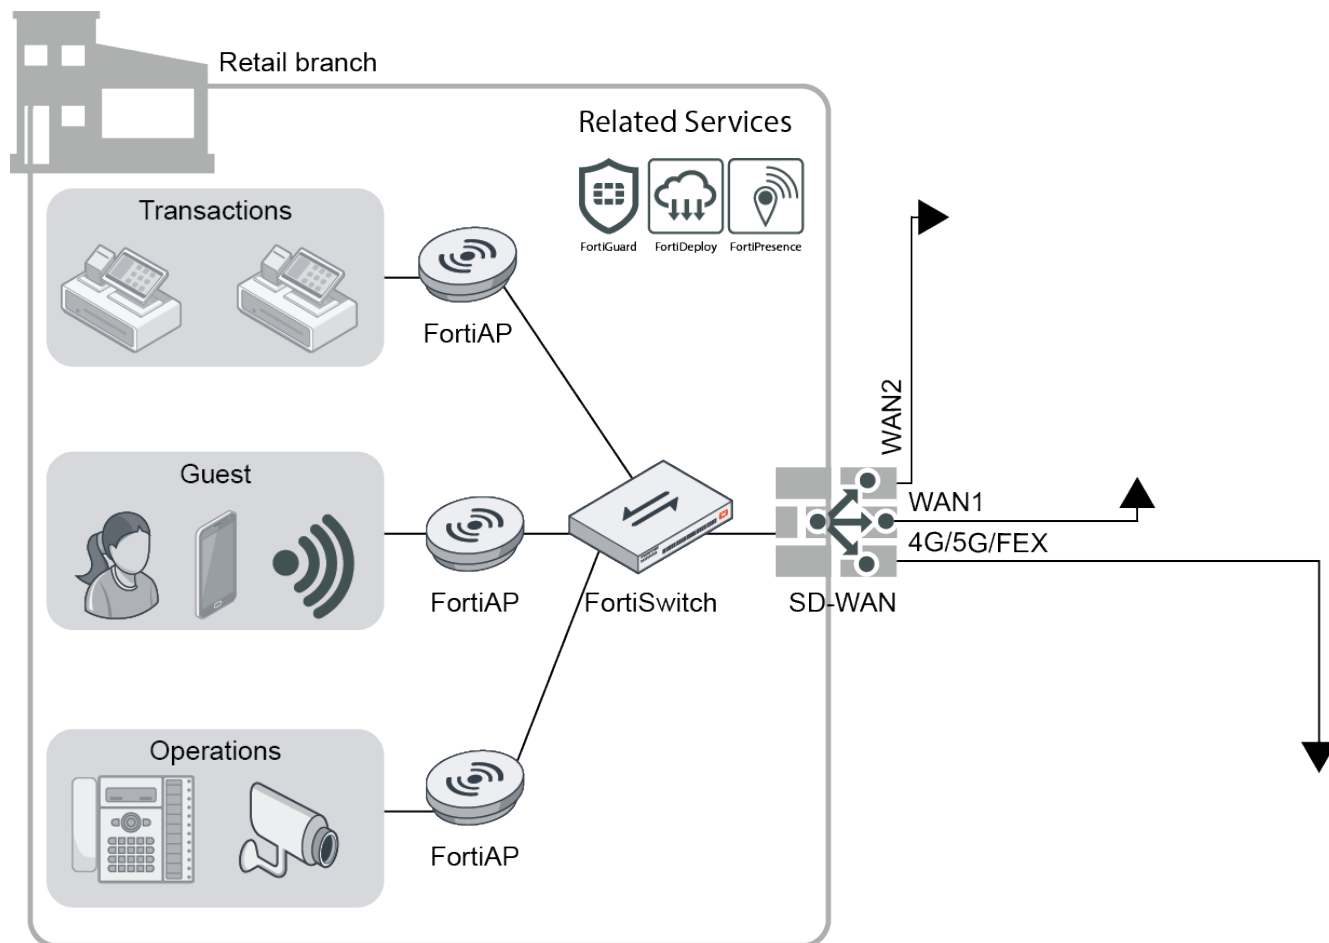 Retail branch
Related Services
FortiGuard
FortiDeploy
FortiPresence
Transactions
FortiAP
WAN2
Guest
WAN1
4G/5G/FEX
FortiAP
FortiSwitch
SD-WAN
Operations
FortiAP